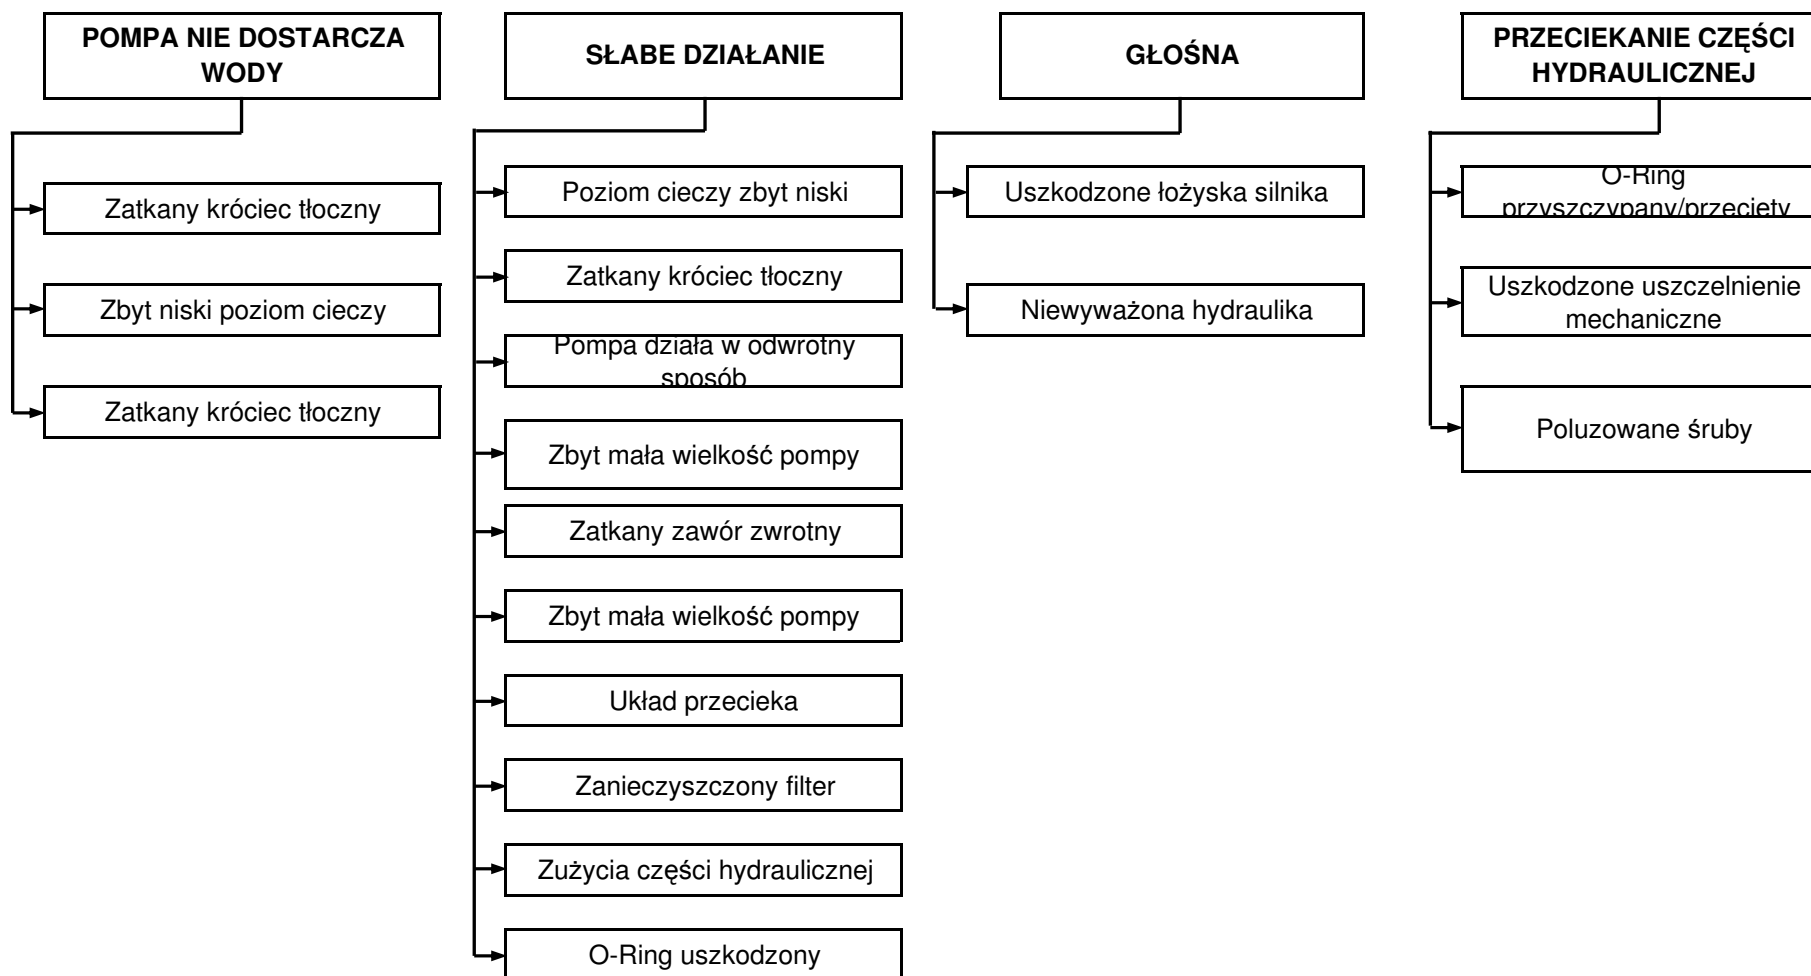 POMPA NIE DOSTARCZA
WODY
Zatkany króciec tłoczny
Zbyt niski poziom cieczy
Zatkany króciec tłoczny
SŁABE DZIAŁANIE
Poziom cieczy zbyt niski
Zatkany króciec tłoczny
Pompa działa w odwrotny
sposób
Zbyt mała wielkość pompy
Zatkany zawór zwrotny
Zbyt mała wielkość pompy
Układ przecieka
Zanieczyszczony filter
Zużycia części hydraulicznej
O-Ring uszkodzony
GŁOŚNA
Uszkodzone łożyska silnika
Niewyważona hydraulika
PRZECIEKANIE CZĘŚCI
HYDRAULICZNEJ
O-Ring
przyszczypany/przecięty
Uszkodzone uszczelnienie
mechaniczne
Poluzowane śruby